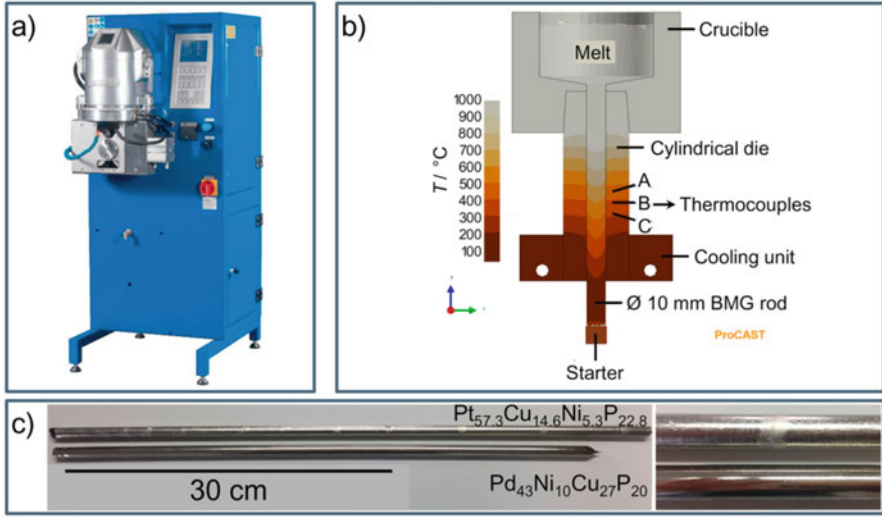 a)
b)
Crucible
Melt
1000
900
800
700
600
500
400
300
200
100
T / °C
Cylindrical die
A
B → Thermocouples
C
Cooling unit
Ø 10 mm BMG rod
ProCAST
Starter
c)
Pt57.3Cu14.6Ni5.3P22.8
30 cm
Pd43Ni10Cu27P20